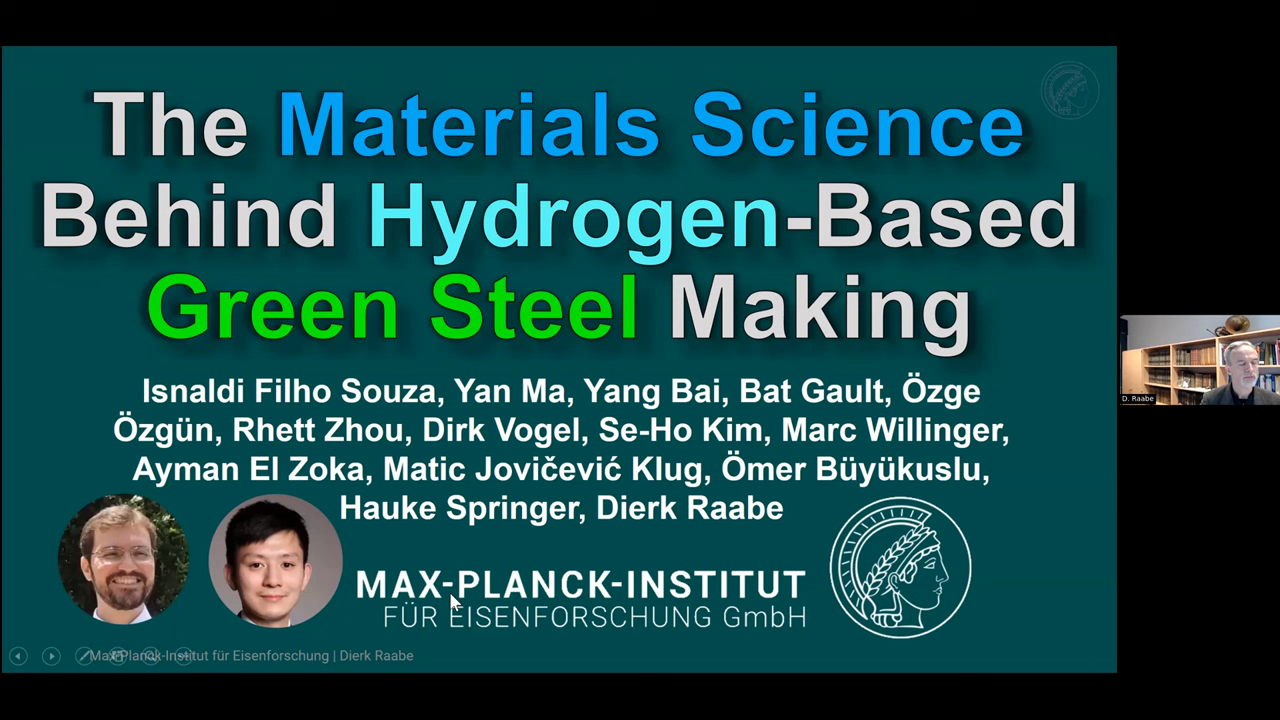 The Materials Science
Behind Hydrogen-Based
Green Steel Making
Isnaldi Filho Souza, Yan Ma, Yang Bai, Bat Gault, Özge
Özgün, Rhett Zhou, Dirk Vogel, Se-Ho Kim, Marc Willinger,
Ayman El Zoka, Matic Jovičević Klug, Ömer Büyükuslu,
Hauke Springer, Dierk Raabe
MAX-PLANCK-INSTITUT
FÜR EISENFORSCHUNG GmbH
Max-Planck-Institut für Eisenforschung | Dierk Raabe
D. Raabe